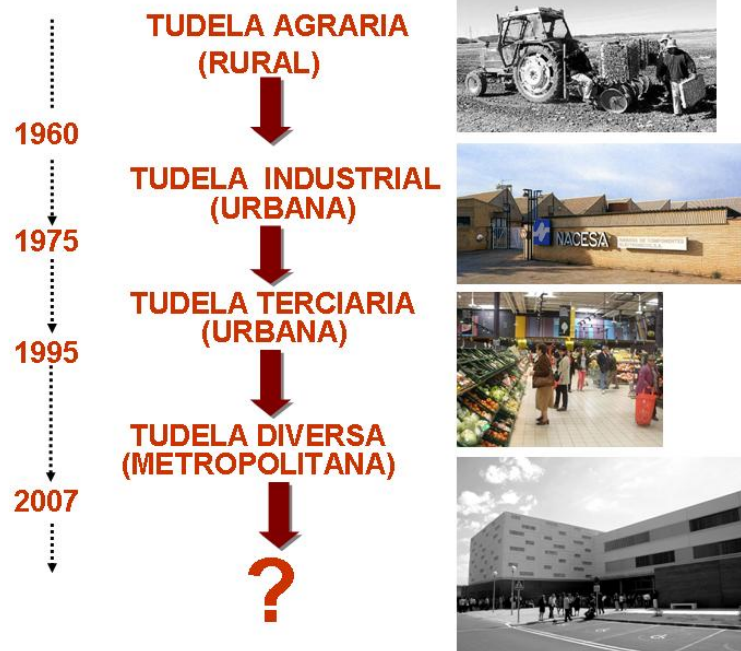 TUDELA AGRARIA
(RURAL)
1960
TUDELA INDUSTRIAL
(URBANA)
NACESA
1975
TUDELA TERCIARIA
(URBANA)
1995
TUDELA DIVERSA
(METROPOLITANA)
2007
?